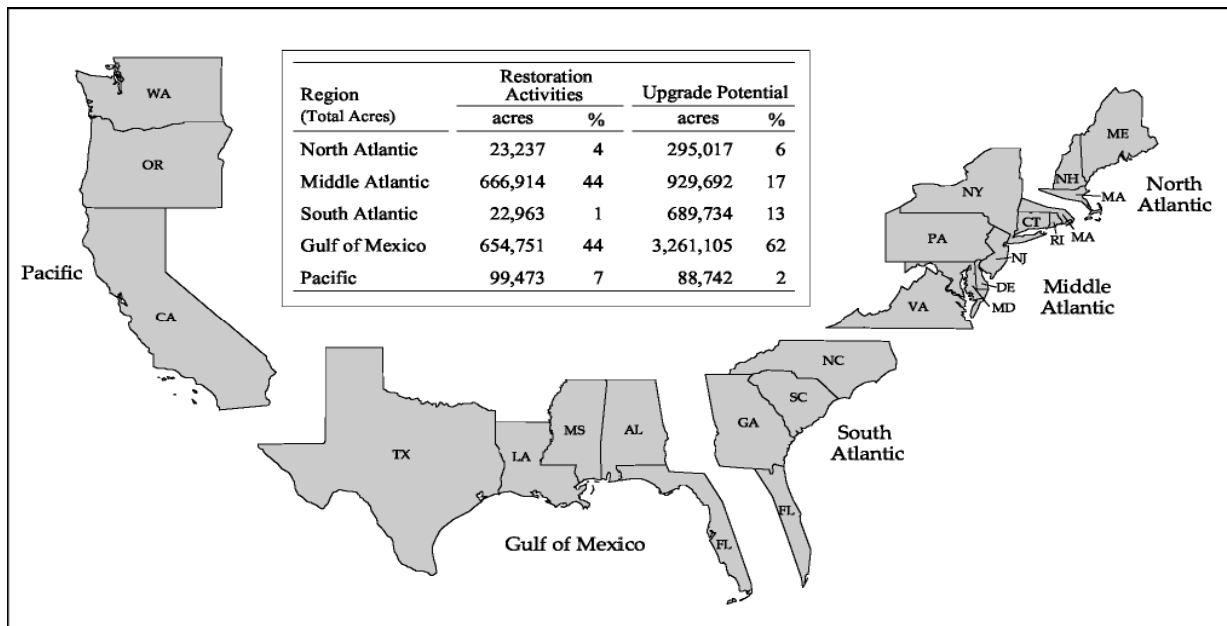 Region
(Total Acres)
Restoration
Activities
Upgrade Potential
acres % acres %
North Atlantic 23,237 4 295,017 6
Middle Atlantic 666,914 44 929,692 17
South Atlantic 22,963 1 689,734 13
Gulf of Mexico 654,751 44 3,261,105 62
Pacific 99,473 7 88,742 2
WA
OR
CA
Pacific
TX
LA
MS
AL
FL
Gulf of Mexico
GA
SC
NC
FL
South
Atlantic
VA
PA
NY
NJ
DE
MD
Middle
Atlantic
CT
RI
MA
MA
NH
ME
North
Atlantic